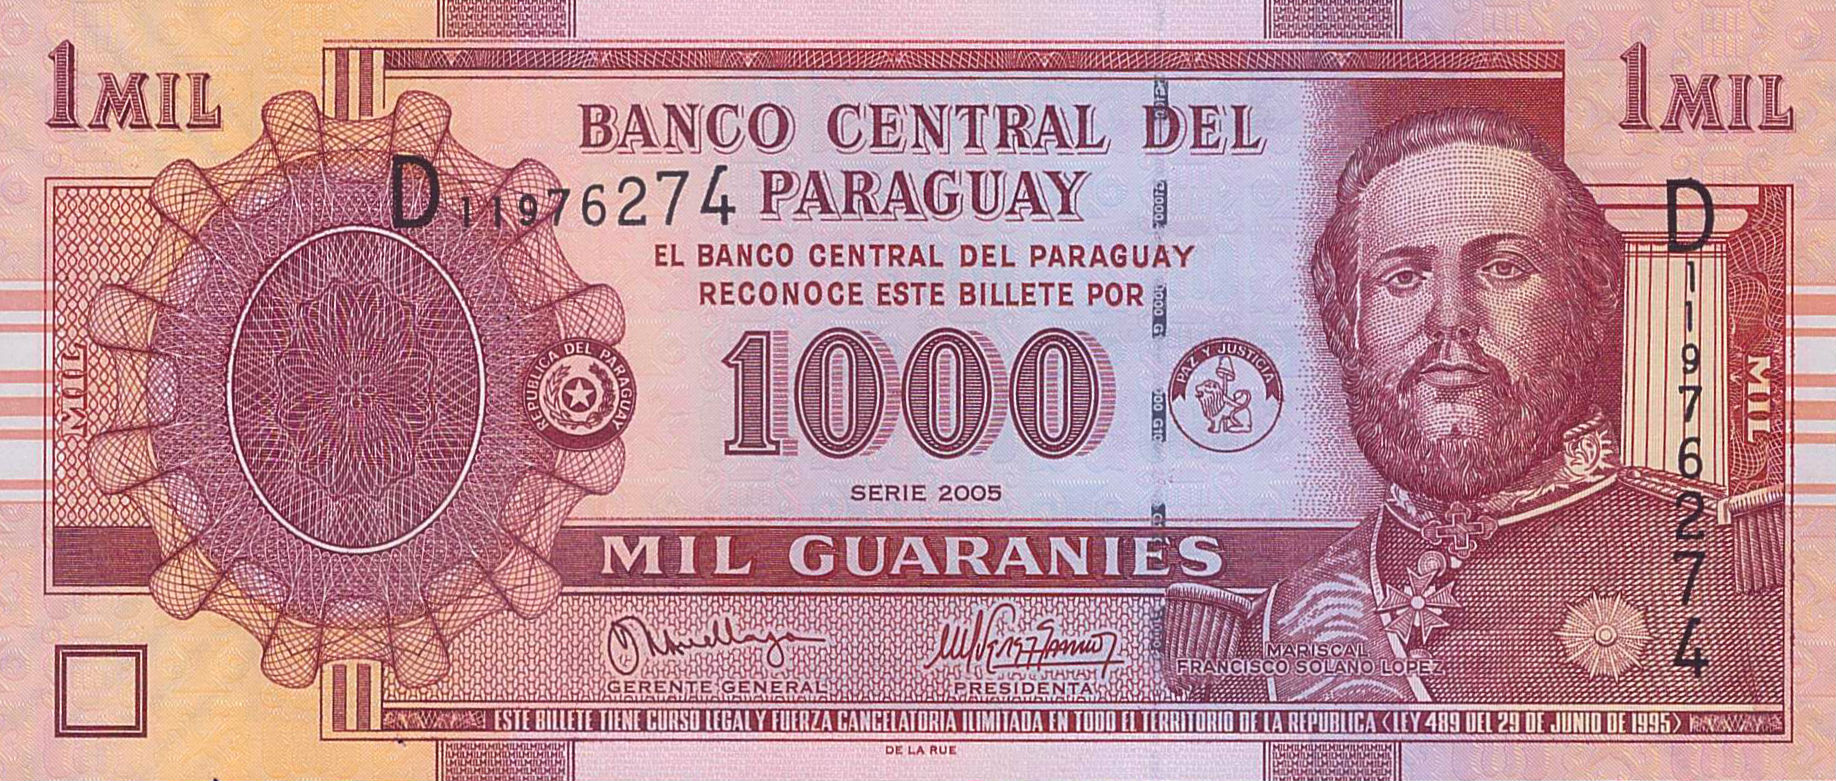 1 MIL
1 MIL
BANCO CENTRAL DEL
PARAGUAY
D11976274
D11976274
EL BANCO CENTRAL DEL PARAGUAY
RECONOCE ESTE BILLETE POR
1000
REPUBLICA DEL PARAGUAY
PAZ Y JUSTICIA
MIL
MIL
SERIE 2005
MIL GUARANIES
GERENTE GENERAL
PRESIDENTA
MARISCAL
FRANCISCO SOLANO LOPEZ
ESTE BILLETE TIENE CURSO LEGAL Y FUERZA CANCELATORIA ILIMITADA EN TODO EL TERRITORIO DE LA REPUBLICA (LEY 489 DEL 29 DE JUNIO DE 1995)
DE LA RUE